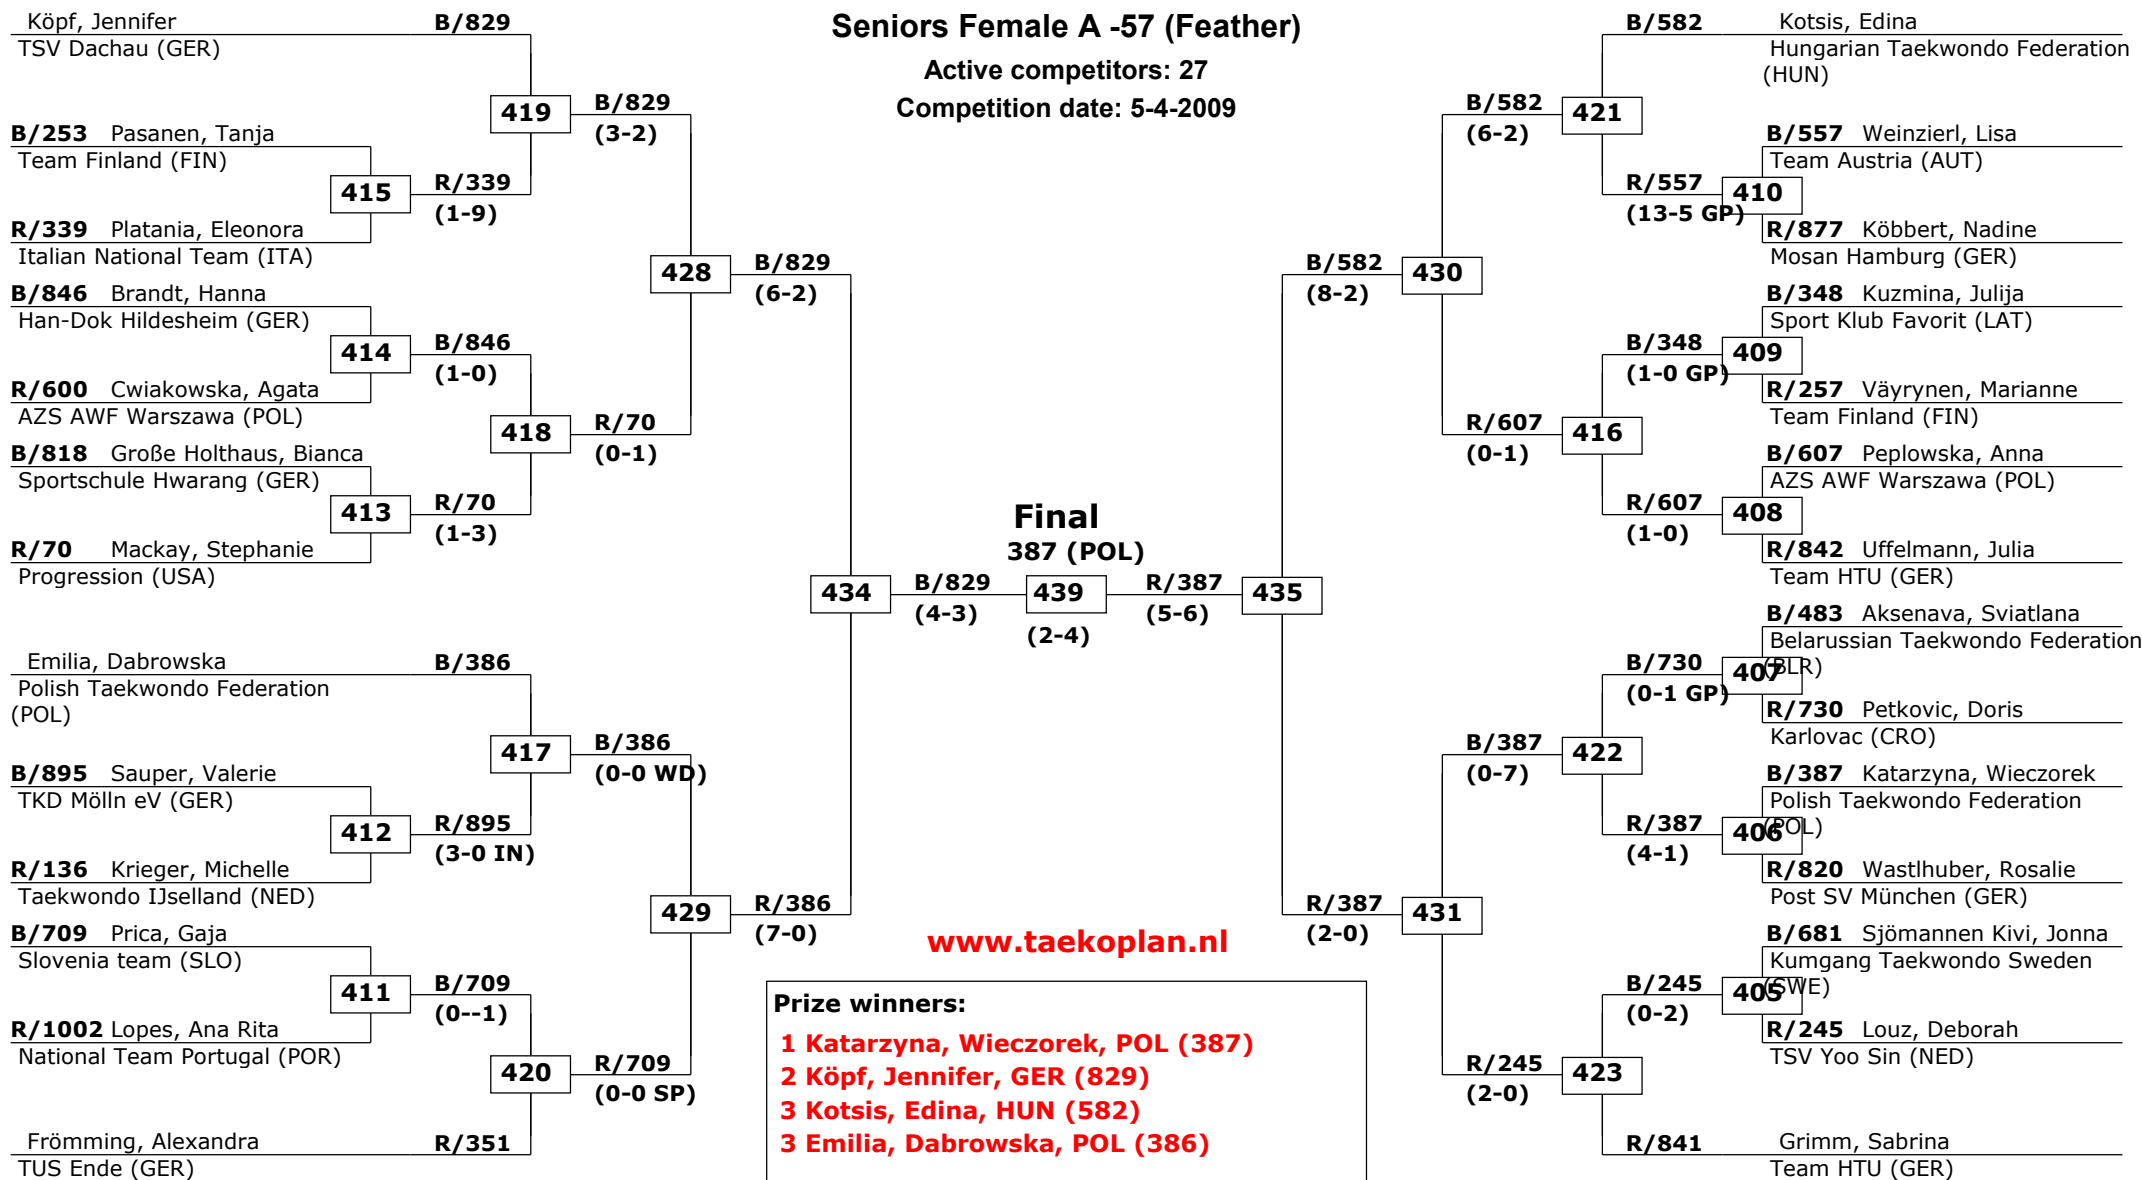 Seniors Female A -57 (Feather)
Active competitors: 27
Competition date: 5-4-2009
Köpf, Jennifer
TSV Dachau (GER)
B/829
419
B/829
(3-2)
B/253 Pasanen, Tanja
Team Finland (FIN)
415
R/339
(1-9)
R/339 Platania, Eleonora
Italian National Team (ITA)
428
B/829
(6-2)
B/846 Brandt, Hanna
Han-Dok Hildesheim (GER)
414
B/846
(1-0)
R/600 Cwiakowska, Agata
AZS AWF Warszawa (POL)
418
R/70
(0-1)
B/818 Große Holthaus, Bianca
Sportschule Hwarang (GER)
413
R/70
(1-3)
R/70 Mackay, Stephanie
Progression (USA)
434
B/829
(4-3)
Final
387 (POL)
439
(2-4)
R/387
(5-6)
435
Emilia, Dabrowska
Polish Taekwondo Federation
(POL)
B/386
417
B/386
(0-0 WD)
B/895 Sauper, Valerie
TKD Mölln eV (GER)
412
R/895
(3-0 IN)
R/136 Krieger, Michelle
Taekwondo IJselland (NED)
429
R/386
(7-0)
B/709 Prica, Gaja
Slovenia team (SLO)
411
B/709
(0--1)
R/1002 Lopes, Ana Rita
National Team Portugal (POR)
420
R/709
(0-0 SP)
Frömming, Alexandra
TUS Ende (GER)
R/351
B/582
Kotsis, Edina
Hungarian Taekwondo Federation
(HUN)
B/582
(6-2)
421
B/557 Weinzierl, Lisa
Team Austria (AUT)
R/557
(13-5 GP)
410
R/877 Köbbert, Nadine
Mosan Hamburg (GER)
B/582
(8-2)
430
B/348 Kuzmina, Julija
Sport Klub Favorit (LAT)
B/348
(1-0 GP)
409
R/257 Väyrynen, Marianne
Team Finland (FIN)
R/607
(0-1)
416
B/607 Peplowska, Anna
AZS AWF Warszawa (POL)
R/607
(1-0)
408
R/842 Uffelmann, Julia
Team HTU (GER)
B/483 Aksenava, Sviatlana
Belarussian Taekwondo Federation
(BLR)
B/730
(0-1 GP)
407
R/730 Petkovic, Doris
Karlovac (CRO)
B/387
(0-7)
422
B/387 Katarzyna, Wieczorek
Polish Taekwondo Federation
(POL)
R/387
(4-1)
406
R/820 Wastlhuber, Rosalie
Post SV München (GER)
R/387
(2-0)
431
B/681 Sjömannen Kivi, Jonna
Kumgang Taekwondo Sweden
(SWE)
B/245
(0-2)
405
R/245 Louz, Deborah
TSV Yoo Sin (NED)
R/245
(2-0)
423
R/841
Grimm, Sabrina
Team HTU (GER)
www.taekoplan.nl
Prize winners:
1 Katarzyna, Wieczorek, POL (387)
2 Köpf, Jennifer, GER (829)
3 Kotsis, Edina, HUN (582)
3 Emilia, Dabrowska, POL (386)